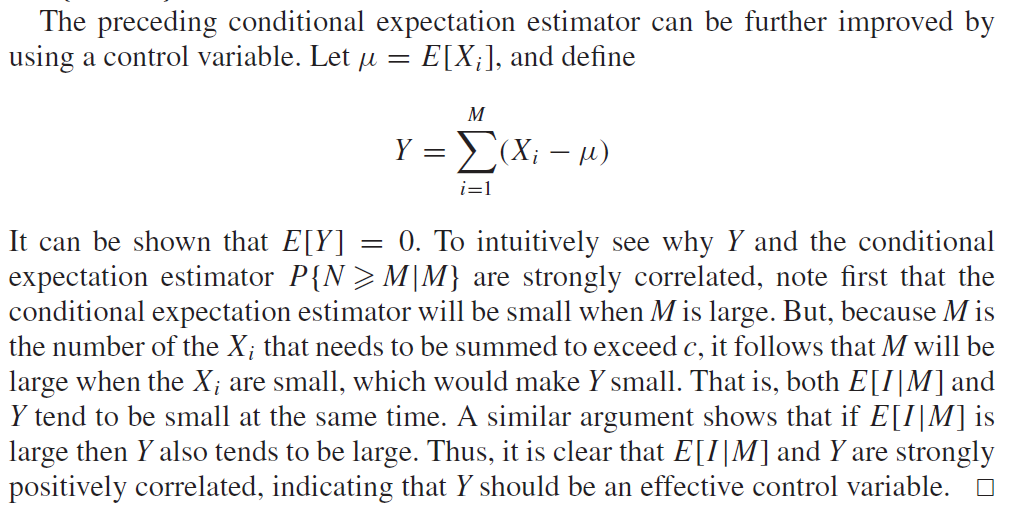 The preceding conditional expectation estimator can be further improved by
using a control variable. Let μ = E[Xᵢ], and define
M
Y = ∑(Xᵢ − μ)
i=1
It can be shown that E[Y] = 0. To intuitively see why Y and the conditional
expectation estimator P{N ⩾ M|M} are strongly correlated, note first that the
conditional expectation estimator will be small when M is large. But, because M is
the number of the Xᵢ that needs to be summed to exceed c, it follows that M will be
large when the Xᵢ are small, which would make Y small. That is, both E[I|M] and
Y tend to be small at the same time. A similar argument shows that if E[I|M] is
large then Y also tends to be large. Thus, it is clear that E[I|M] and Y are strongly
positively correlated, indicating that Y should be an effective control variable. □